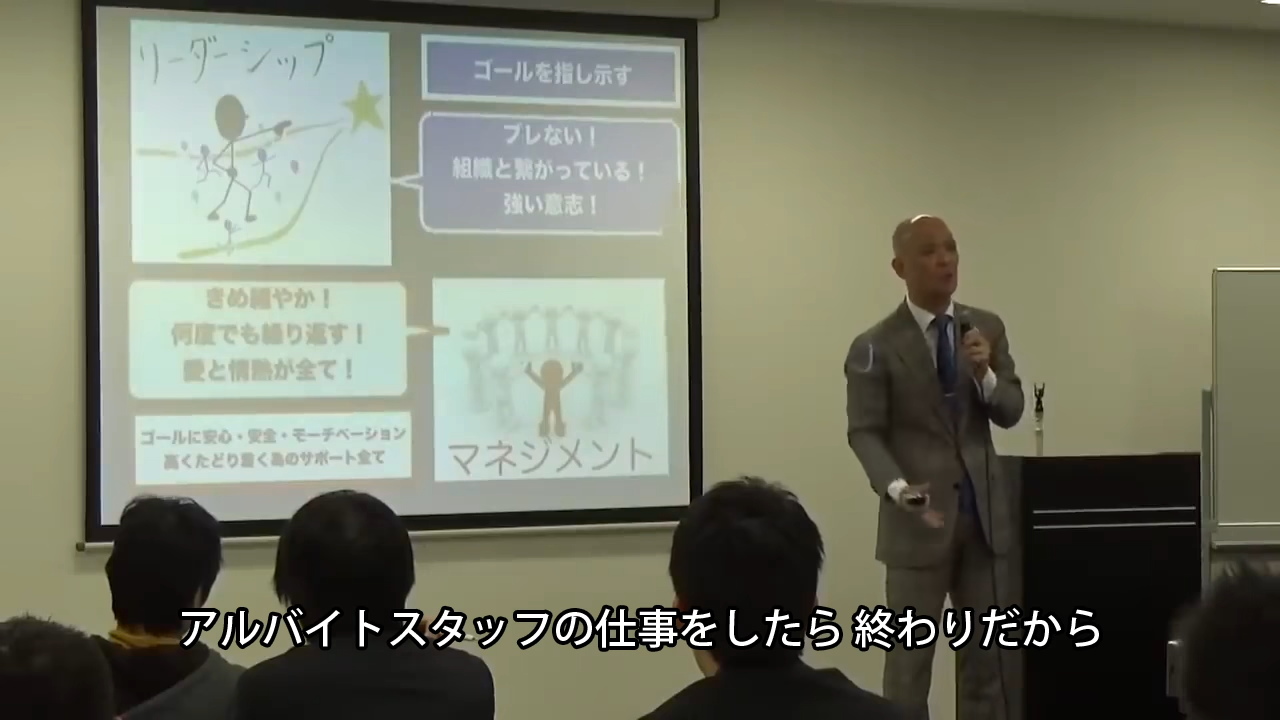 リーダーシップ
ゴールを指し示す
ブレない！
組織と繋がっている！
強い意志！
きめ細やか！
何度でも繰り返す！
愛と情熱が全て！
ゴールに安心・安全・モーチベーション
高くたどり着く為のサポート全て
マネジメント
アルバイトスタッフの仕事をしたら 終わりだから